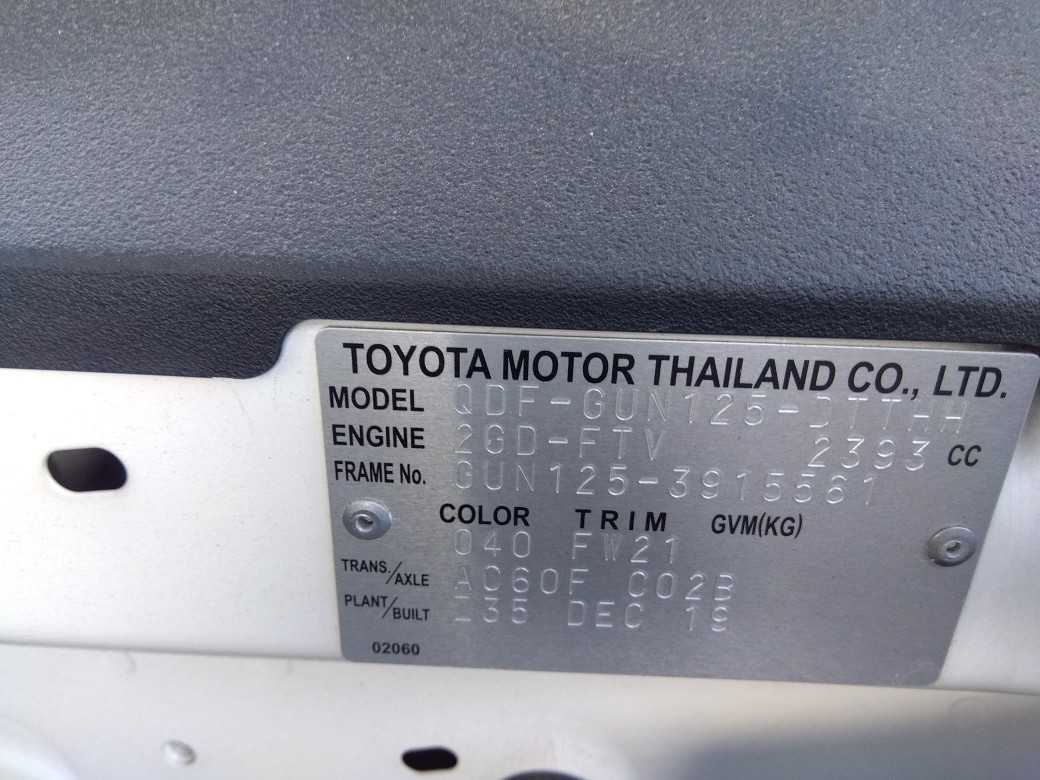 TOYOTA MOTOR THAILAND CO., LTD.
MODEL QDF-GUN125-DTTHH
ENGINE 2GD-FTV 2393 CC
FRAME No. GUN125-3915561
COLOR TRIM GVM(KG)
040 FW21
TRANS./AXLE AC60F C02B
PLANT/BUILT Z35 DEC 19
02060